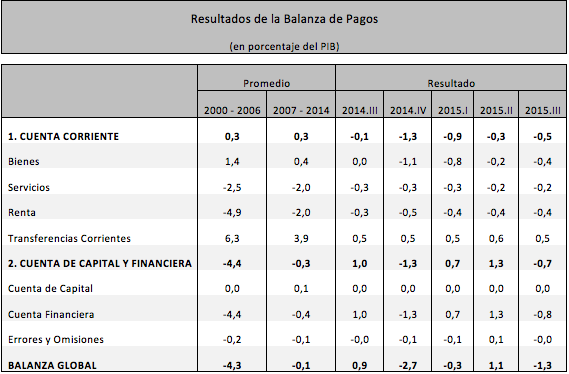 Resultados de la Balanza de Pagos
(en porcentaje del PIB)
Promedio Resultado
2000 - 2006 2007 - 2014 2014.III 2014.IV 2015.I 2015.II 2015.III
1. CUENTA CORRIENTE 0,3 0,3 -0,1 -1,3 -0,9 -0,3 -0,5
Bienes 1,4 0,4 0,0 -1,1 -0,8 -0,2 -0,4
Servicios -2,5 -2,0 -0,3 -0,3 -0,3 -0,2 -0,2
Renta -4,9 -2,0 -0,3 -0,5 -0,4 -0,4 -0,4
Transferencias Corrientes 6,3 3,9 0,5 0,5 0,5 0,6 0,5
2. CUENTA DE CAPITAL Y FINANCIERA -4,4 -0,3 1,0 -1,3 0,7 1,3 -0,7
Cuenta de Capital 0,0 0,1 0,0 0,0 0,0 0,0 0,0
Cuenta Financiera -4,4 -0,4 1,0 -1,3 0,7 1,3 -0,8
Errores y Omisiones -0,2 -0,1 -0,0 -0,1 -0,1 0,1 -0,0
BALANZA GLOBAL -4,3 -0,1 0,9 -2,7 -0,3 1,1 -1,3